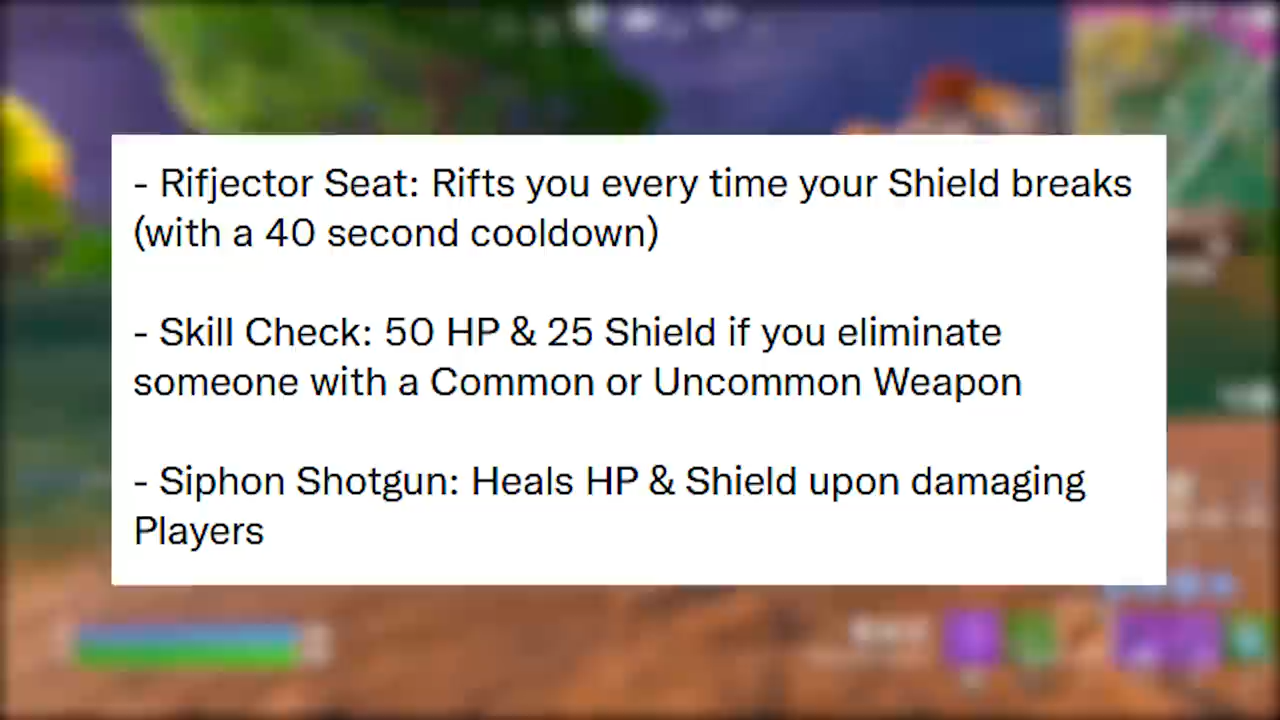 - Rifjector Seat: Rifts you every time your Shield breaks
(with a 40 second cooldown)
- Skill Check: 50 HP & 25 Shield if you eliminate
someone with a Common or Uncommon Weapon
- Siphon Shotgun: Heals HP & Shield upon damaging
Players